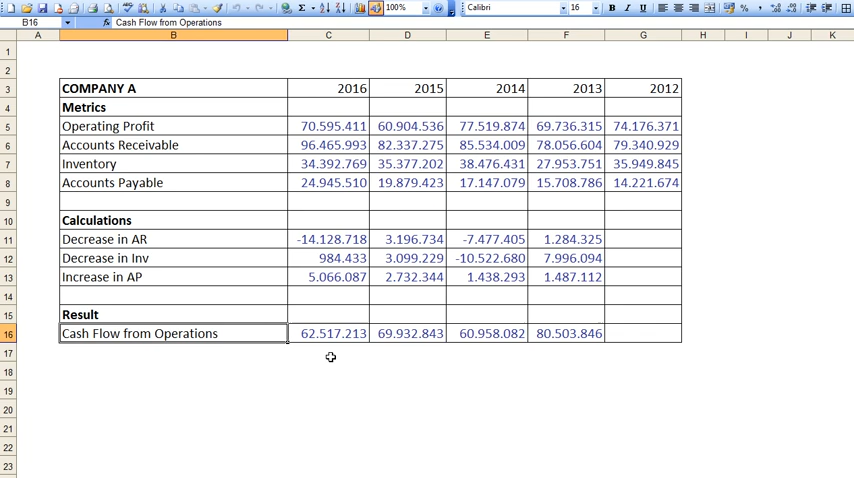 100% Calibri 16 B I U
B16 fx Cash Flow from Operations
A B C D E F G H I J K
1
2
3 COMPANY A 2016 2015 2014 2013 2012
4 Metrics
5 Operating Profit 70.595.411 60.904.536 77.519.874 69.736.315 74.176.371
6 Accounts Receivable 96.465.993 82.337.275 85.534.009 78.056.604 79.340.929
7 Inventory 34.392.769 35.377.202 38.476.431 27.953.751 35.949.845
8 Accounts Payable 24.945.510 19.879.423 17.147.079 15.708.786 14.221.674
9
10 Calculations
11 Decrease in AR -14.128.718 3.196.734 -7.477.405 1.284.325
12 Decrease in Inv 984.433 3.099.229 -10.522.680 7.996.094
13 Increase in AP 5.066.087 2.732.344 1.438.293 1.487.112
14
15 Result
16 Cash Flow from Operations 62.517.213 69.932.843 60.958.082 80.503.846
17
18
19
20
21
22
23